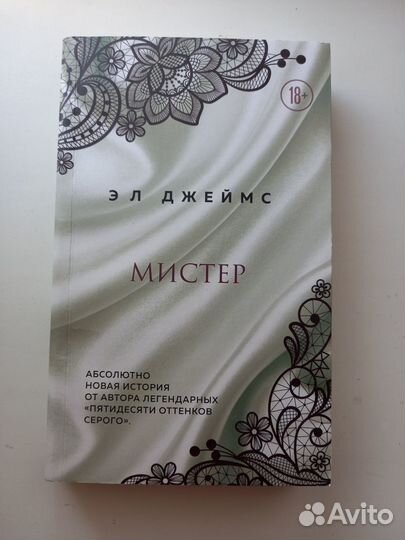 18+
ЭЛ ДЖЕЙМС
МИСТЕР
АБСОЛЮТНО
НОВАЯ ИСТОРИЯ
ОТ АВТОРА ЛЕГЕНДАРНЫХ
«ПЯТИДЕСЯТИ ОТТЕНКОВ
СЕРОГО».
Avito